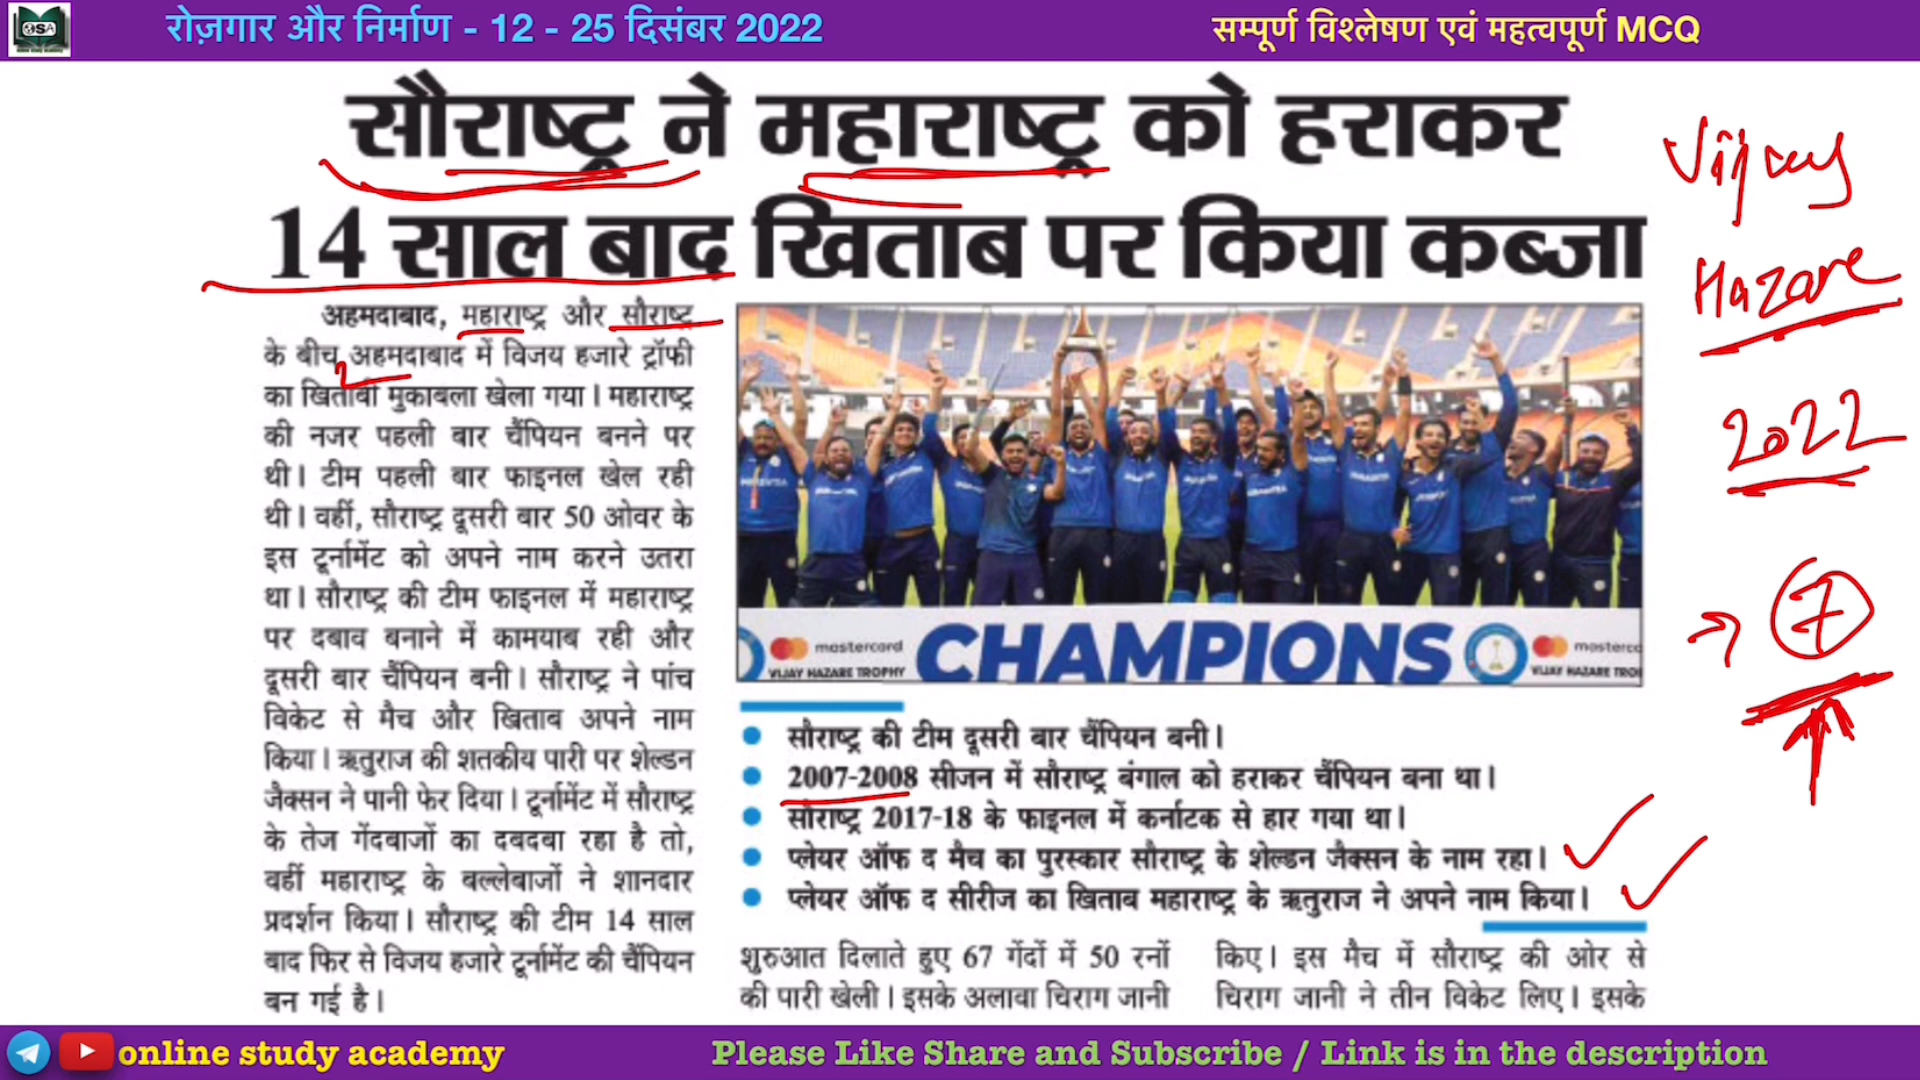 OSA
रोज़गार और निर्माण - 12 - 25 दिसंबर 2022
सम्पूर्ण विश्लेषण एवं महत्वपूर्ण MCQ
सौराष्ट्र ने महाराष्ट्र को हराकर
14 साल बाद खिताब पर किया कब्जा
अहमदाबाद, महाराष्ट्र और सौराष्ट्र
के बीच अहमदाबाद में विजय हजारे ट्रॉफी
का खिताबी मुकाबला खेला गया। महाराष्ट्र
की नजर पहली बार चैंपियन बनने पर
थी। टीम पहली बार फाइनल खेल रही
थी। वहीं, सौराष्ट्र दूसरी बार 50 ओवर के
इस टूर्नामेंट को अपने नाम करने उतरा
था। सौराष्ट्र की टीम फाइनल में महाराष्ट्र
पर दबाव बनाने में कामयाब रही और
दूसरी बार चैंपियन बनी। सौराष्ट्र ने पांच
विकेट से मैच और खिताब अपने नाम
किया। ऋतुराज की शतकीय पारी पर शेल्डन
जैक्सन ने पानी फेर दिया। टूर्नामेंट में सौराष्ट्र
के तेज गेंदबाजों का दबदबा रहा है तो,
वहीं महाराष्ट्र के बल्लेबाजों ने शानदार
प्रदर्शन किया। सौराष्ट्र की टीम 14 साल
बाद फिर से विजय हजारे टूर्नामेंट की चैंपियन
बन गई है।
mastercard
VIJAY HAZARE TROPHY
CHAMPIONS
masterc
VIJAY HAZARE TRO
सौराष्ट्र की टीम दूसरी बार चैंपियन बनी।
2007-2008 सीजन में सौराष्ट्र बंगाल को हराकर चैंपियन बना था।
सौराष्ट्र 2017-18 के फाइनल में कर्नाटक से हार गया था।
प्लेयर ऑफ द मैच का पुरस्कार सौराष्ट्र के शेल्डन जैक्सन के नाम रहा।
प्लेयर ऑफ द सीरीज का खिताब महाराष्ट्र के ऋतुराज ने अपने नाम किया।
शुरुआत दिलाते हुए 67 गेंदों में 50 रनों
की पारी खेली। इसके अलावा चिराग जानी
किए। इस मैच में सौराष्ट्र की ओर से
चिराग जानी ने तीन विकेट लिए। इसके
Vijay
Hazare
2022
→ 7
online study academy
Please Like Share and Subscribe / Link is in the description